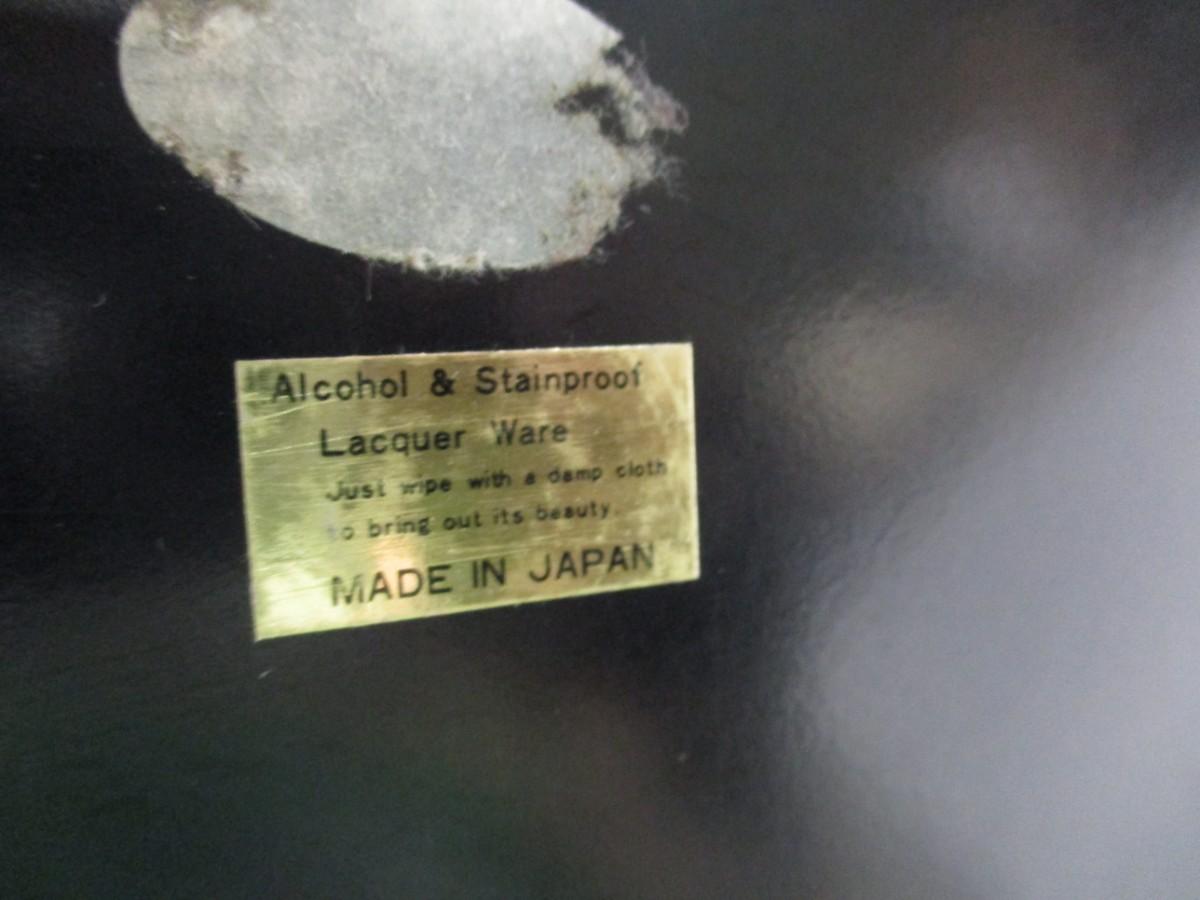 Alcohol & Stainproof
Lacquer Ware
Just wipe with a damp cloth
to bring out its beauty.
MADE IN JAPAN